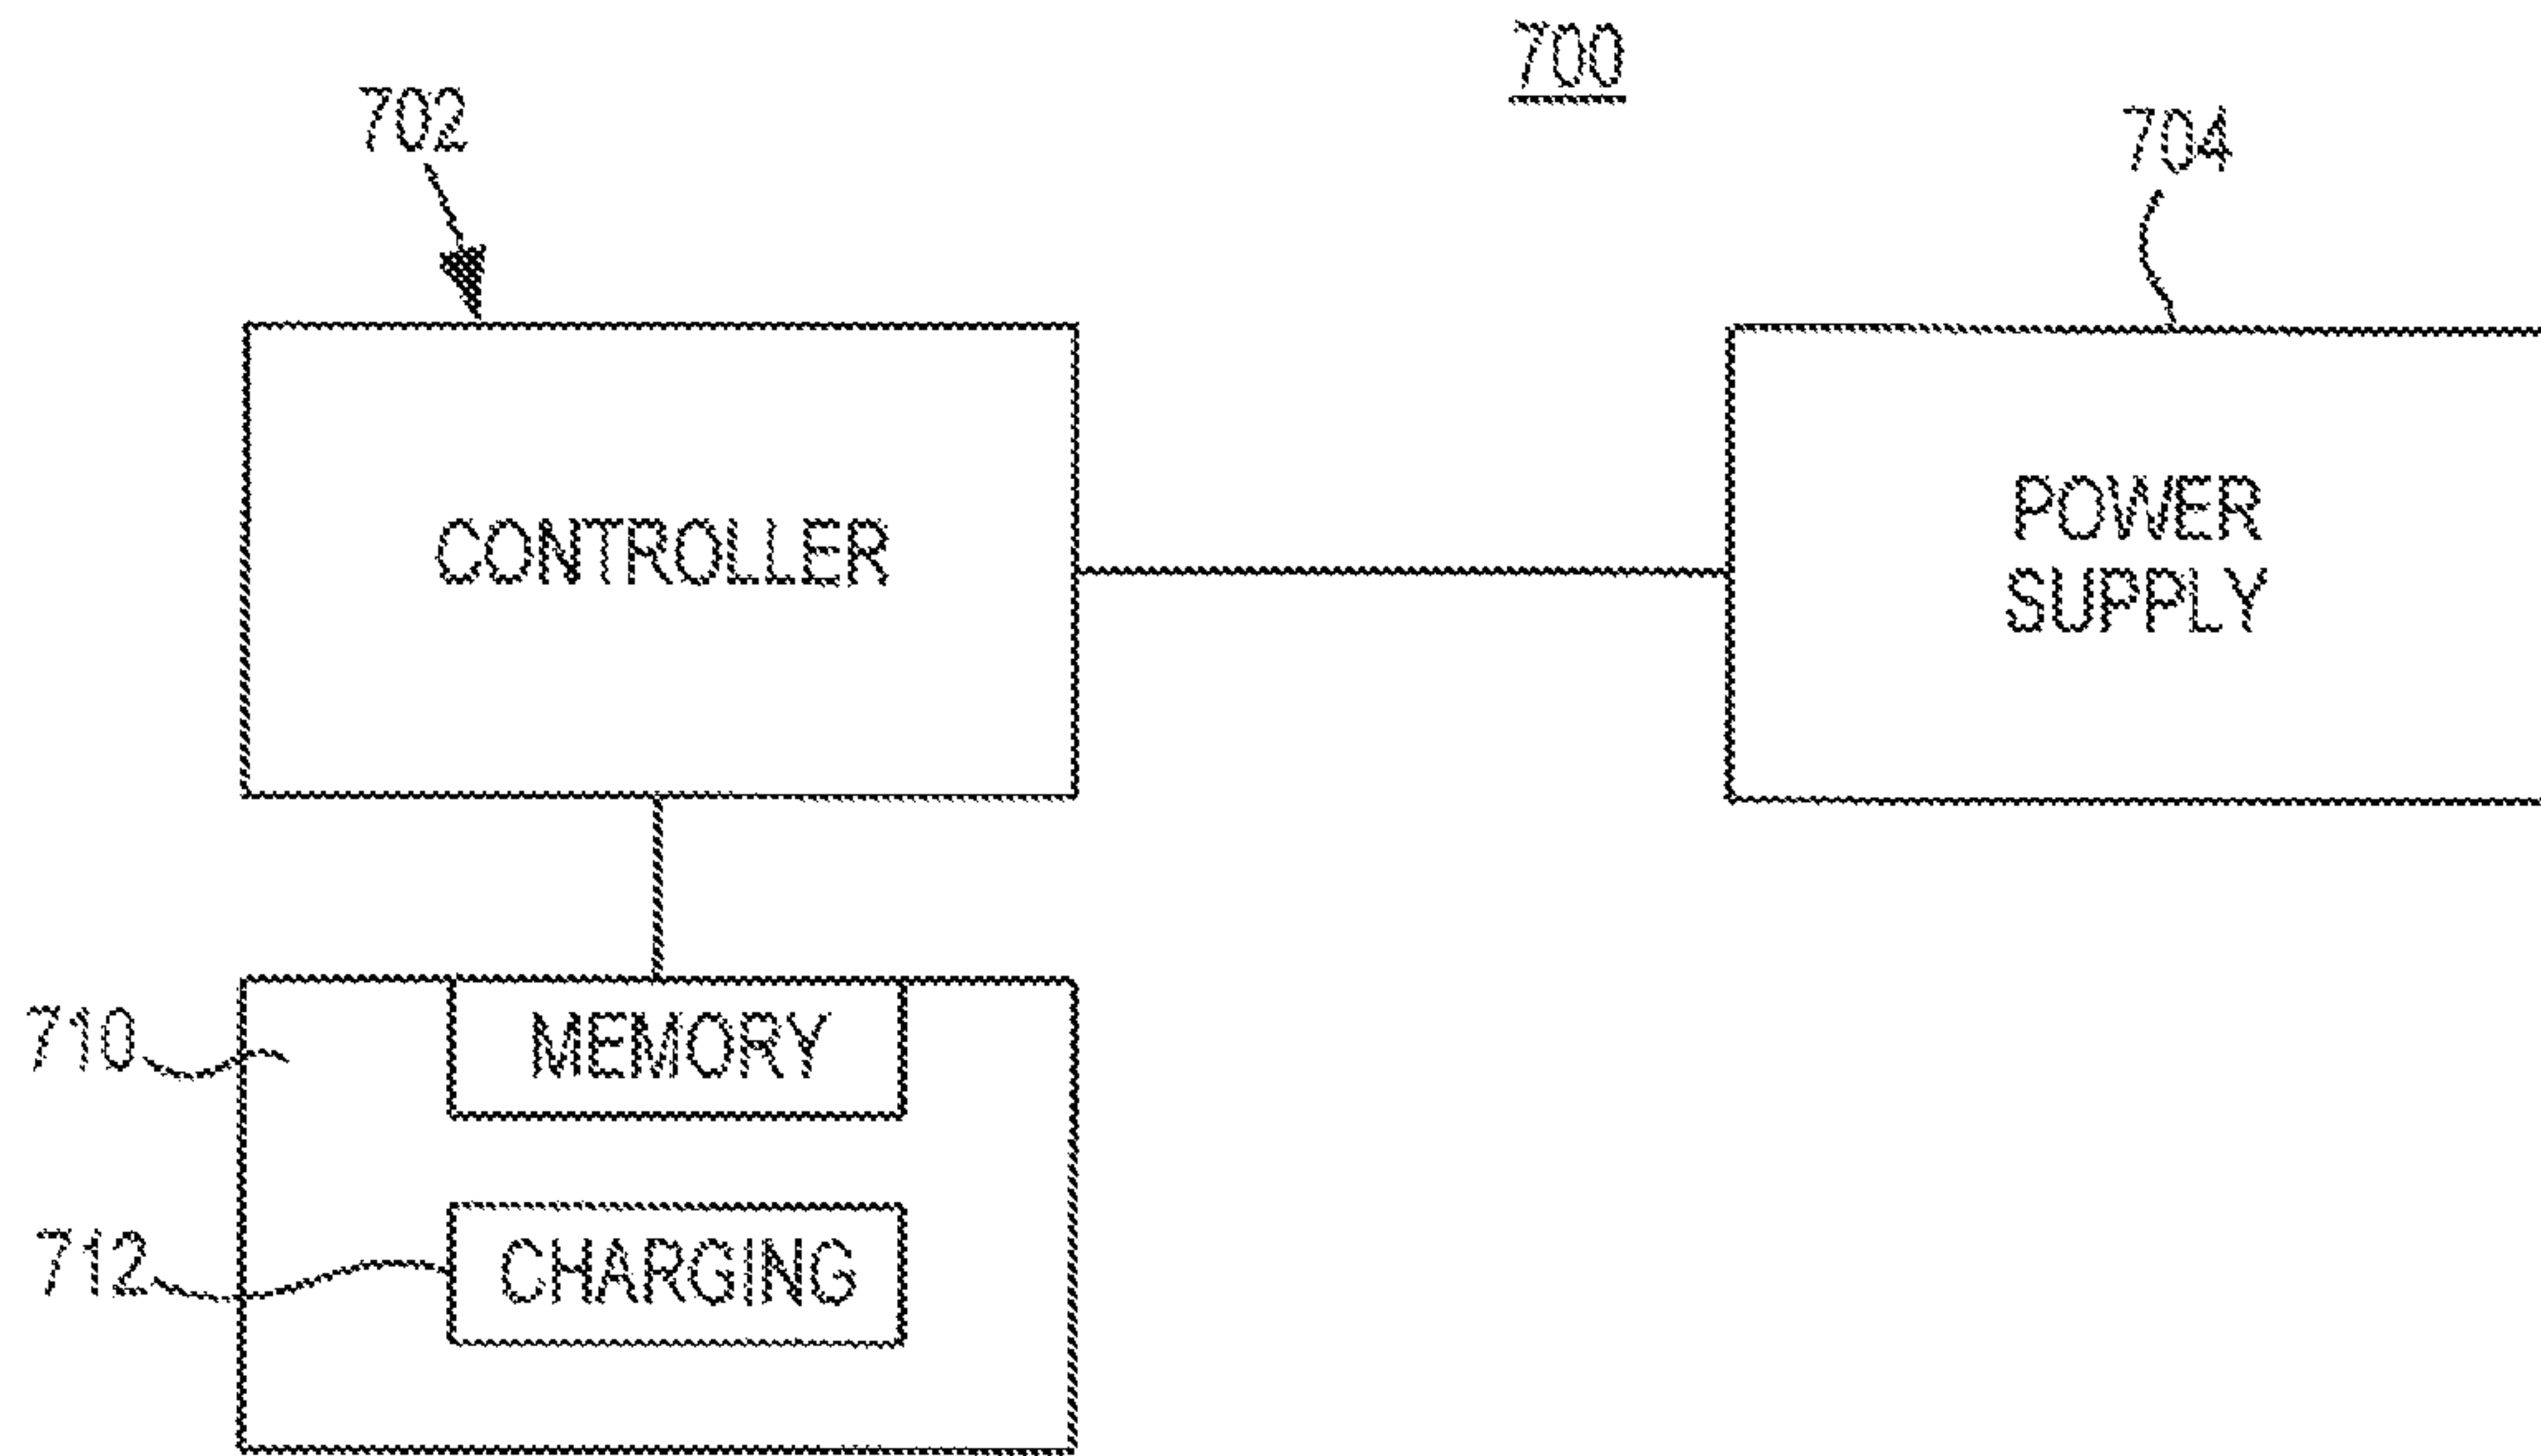 700
702
704
CONTROLLER
POWER
SUPPLY
710
MEMORY
712
CHARGING